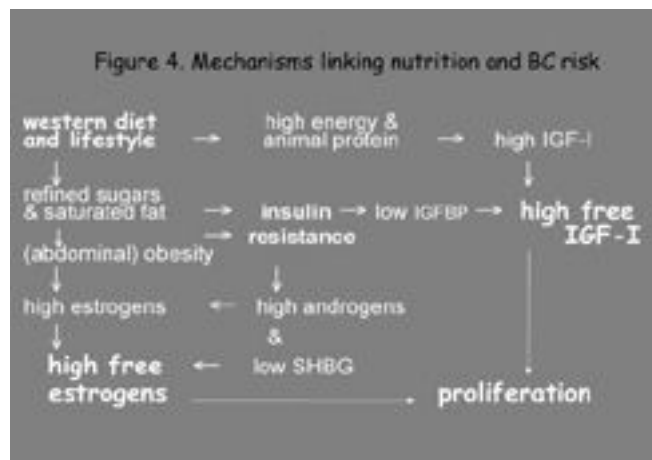 Figure 4. Mechanisms linking nutrition and BC risk
western diet and lifestyle → high energy & animal protein → high IGF-I
↓ ↓
refined sugars & saturated fat → insulin resistance → low IGFBP → high free IGF-I
↓ →
(abdominal) obesity
↓ ↓
high estrogens ← high androgens
↓ &
high free estrogens ← low SHBG
→ proliferation